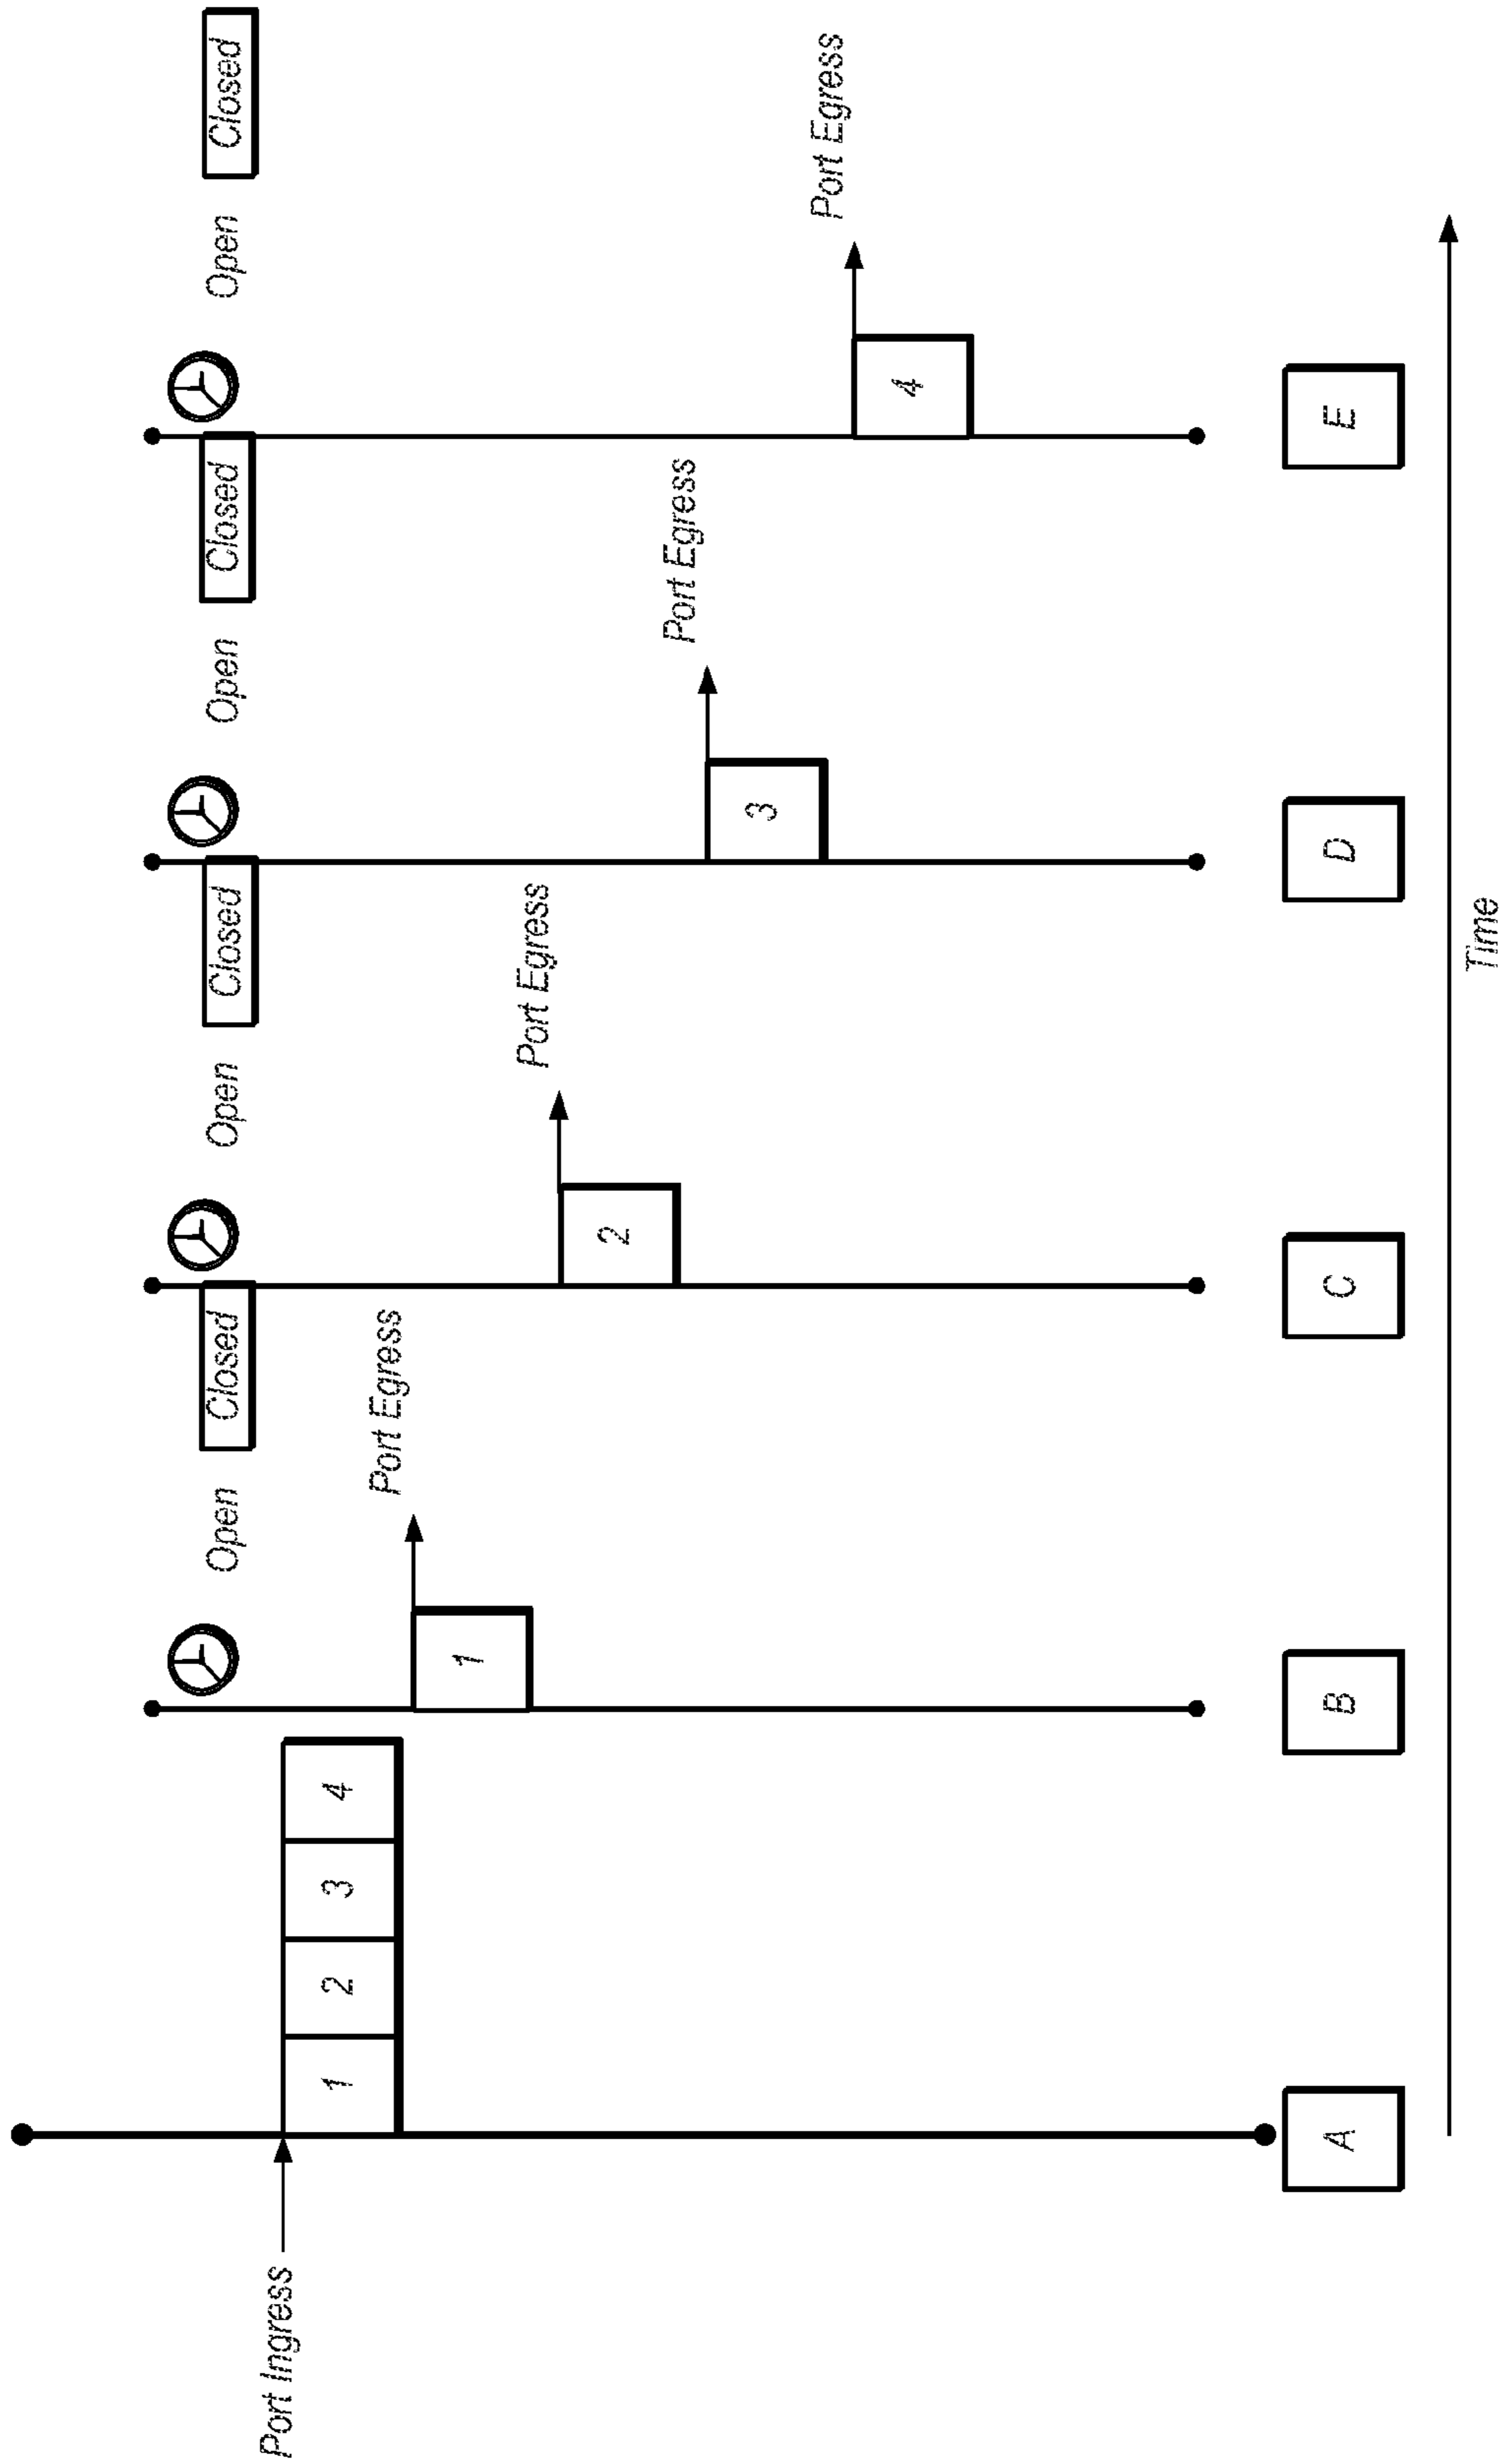 Open
Closed
Open
Closed
Open
Closed
Open
Closed
Port Ingress
1
2
3
4
1
Port Egress
2
Port Egress
3
Port Egress
4
Port Egress
A
B
C
D
E
Time